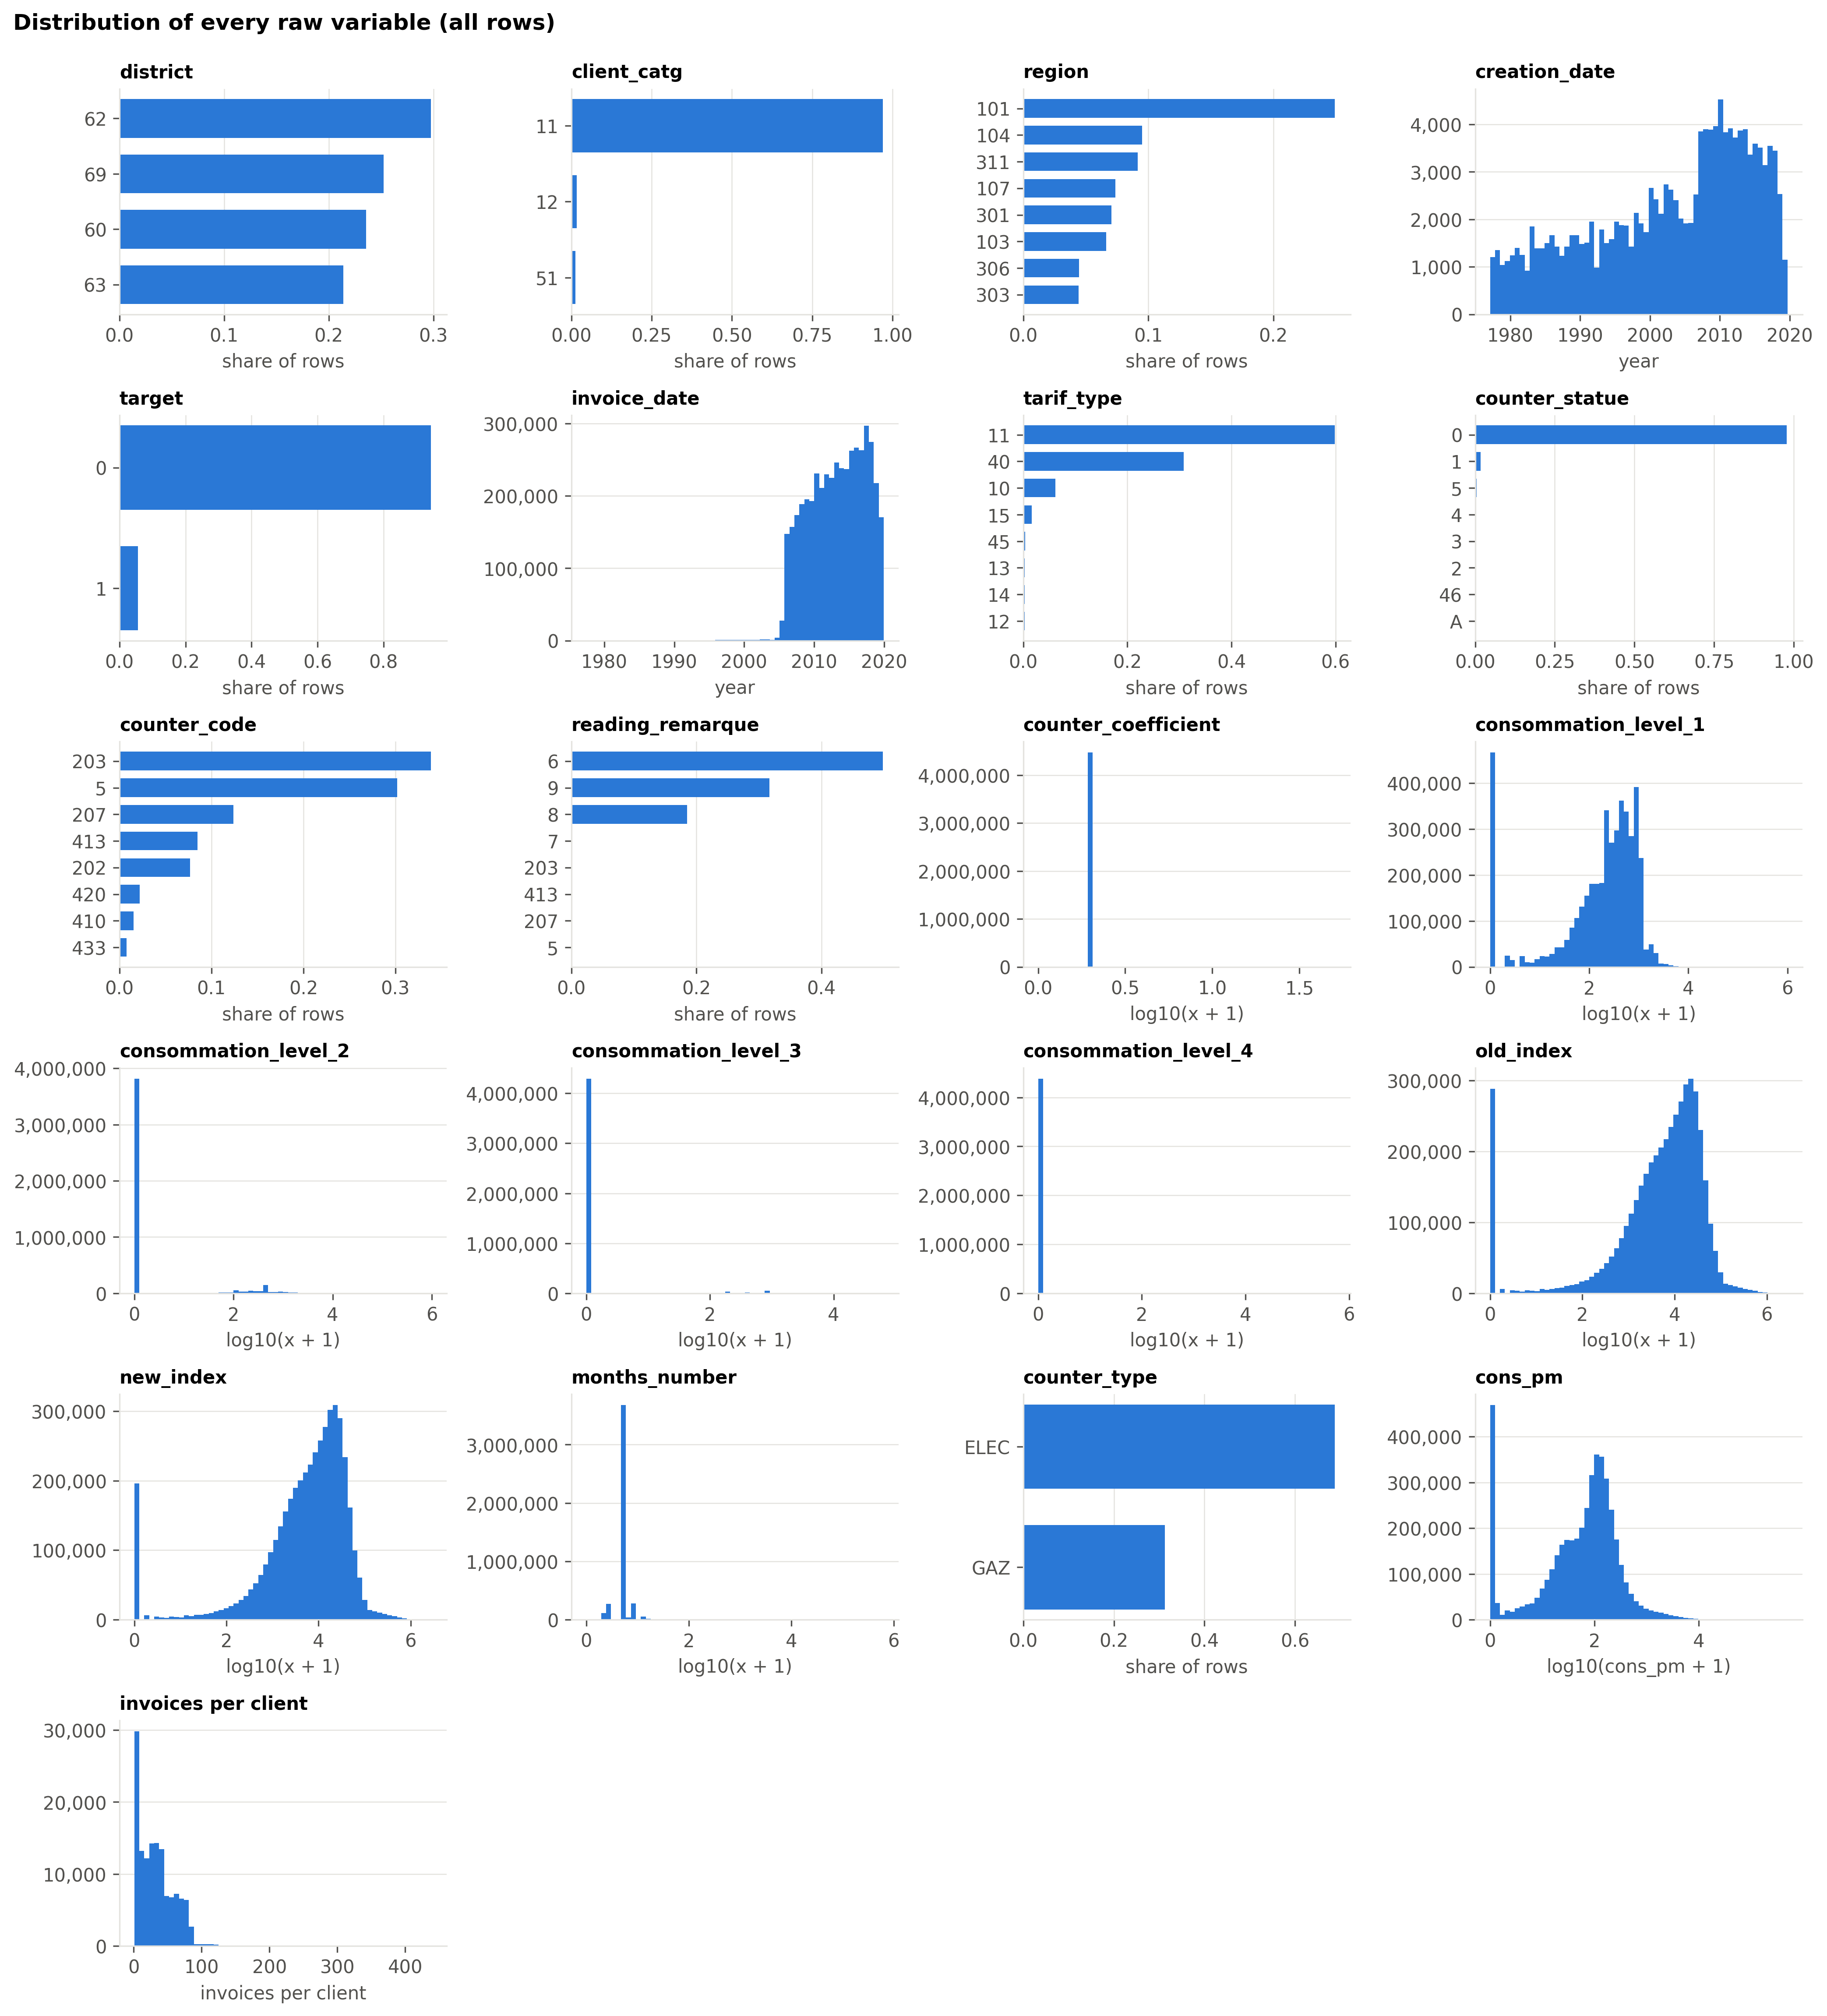 Distribution of every raw variable (all rows)
district
62
69
60
63
0.0 0.1 0.2 0.3
share of rows
client_catg
11
12
51
0.00 0.25 0.50 0.75 1.00
share of rows
region
101
104
311
107
301
103
306
303
0.0 0.1 0.2
share of rows
creation_date
4,000
3,000
2,000
1,000
0
1980 1990 2000 2010 2020
year
target
0
1
0.0 0.2 0.4 0.6 0.8
share of rows
invoice_date
300,000
200,000
100,000
0
1980 1990 2000 2010 2020
year
tarif_type
11
40
10
15
45
13
14
12
0.0 0.2 0.4 0.6
share of rows
counter_statue
0
1
5
4
3
2
46
A
0.00 0.25 0.50 0.75 1.00
share of rows
counter_code
203
5
207
413
202
420
410
433
0.0 0.1 0.2 0.3
share of rows
reading_remarque
6
9
8
7
203
413
207
5
0.0 0.2 0.4
share of rows
counter_coefficient
4,000,000
3,000,000
2,000,000
1,000,000
0
0.0 0.5 1.0 1.5
log10(x + 1)
consommation_level_1
400,000
300,000
200,000
100,000
0
0 2 4 6
log10(x + 1)
consommation_level_2
4,000,000
3,000,000
2,000,000
1,000,000
0
0 2 4 6
log10(x + 1)
consommation_level_3
4,000,000
3,000,000
2,000,000
1,000,000
0
0 2 4
log10(x + 1)
consommation_level_4
4,000,000
3,000,000
2,000,000
1,000,000
0
0 2 4 6
log10(x + 1)
old_index
300,000
200,000
100,000
0
0 2 4 6
log10(x + 1)
new_index
300,000
200,000
100,000
0
0 2 4 6
log10(x + 1)
months_number
3,000,000
2,000,000
1,000,000
0
0 2 4 6
log10(x + 1)
counter_type
ELEC
GAZ
0.0 0.2 0.4 0.6
share of rows
cons_pm
400,000
300,000
200,000
100,000
0
0 2 4
log10(cons_pm + 1)
invoices per client
30,000
20,000
10,000
0
0 100 200 300 400
invoices per client